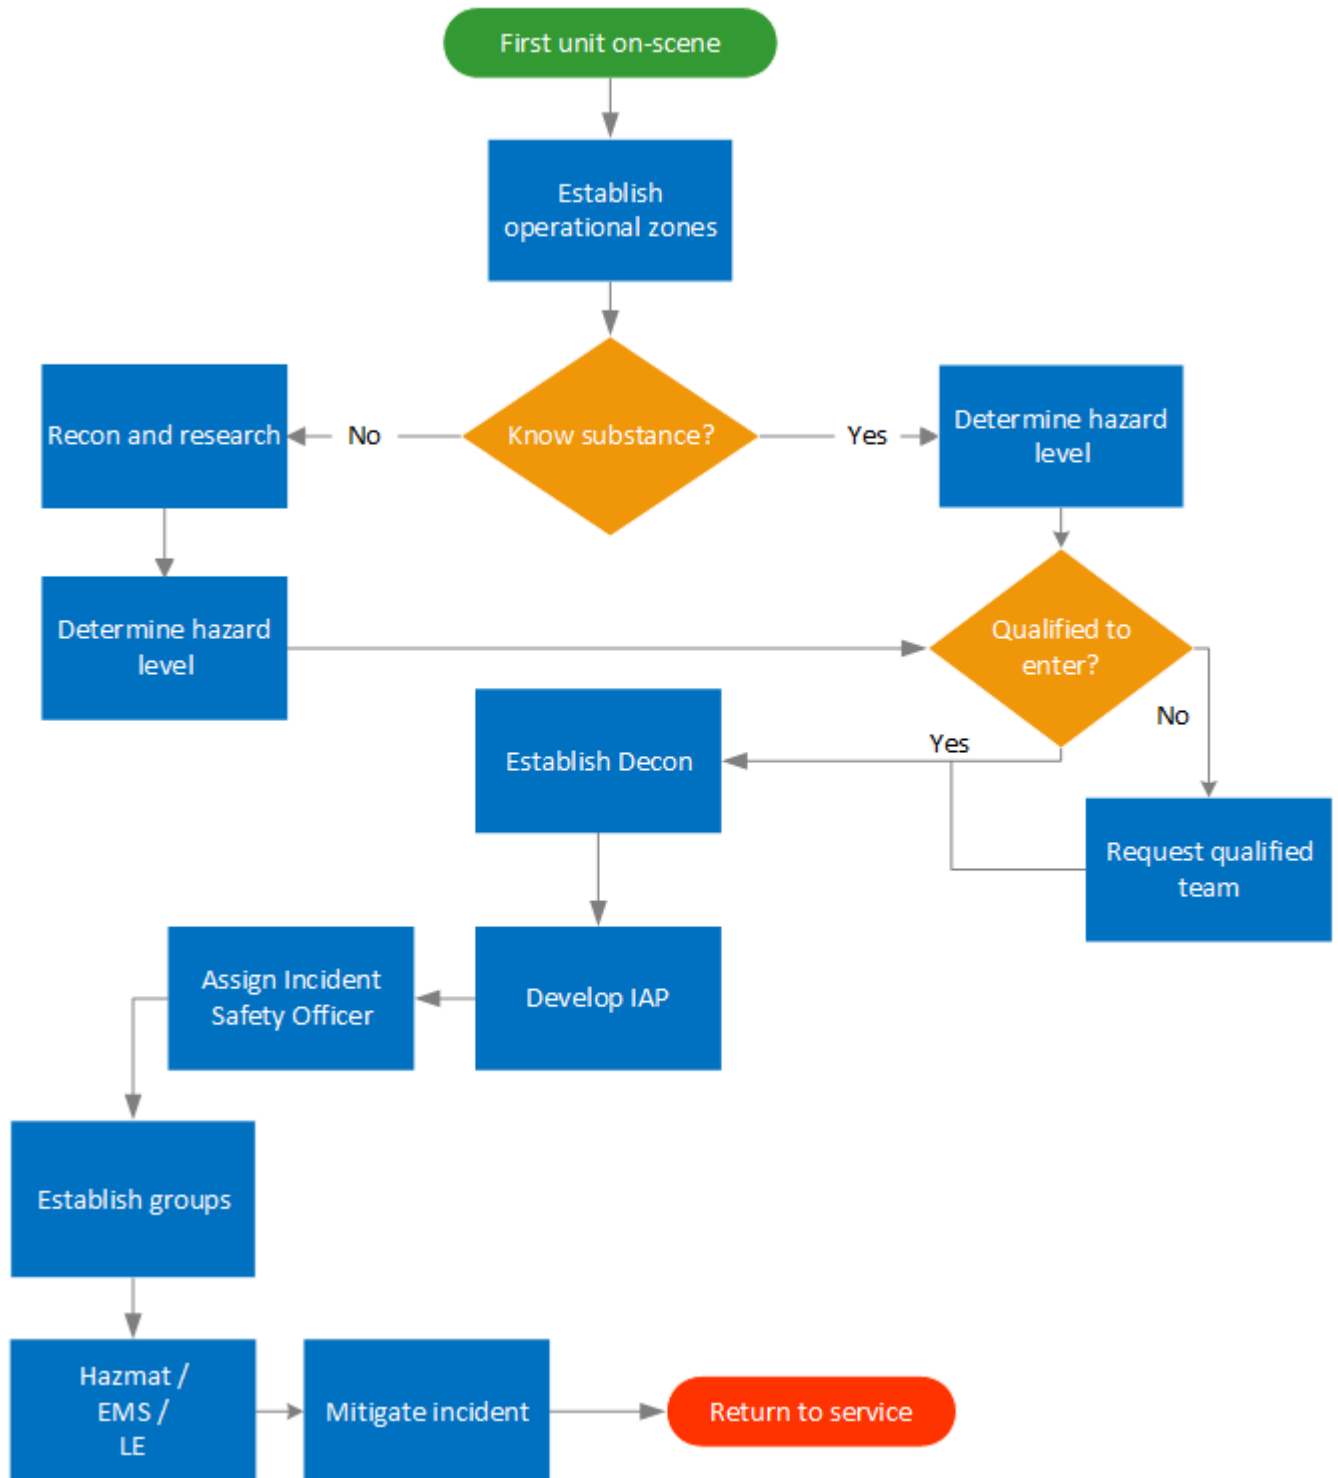 First unit on-scene
Establish
operational zones
Know substance?
No
Yes
Recon and research
Determine hazard
level
Determine hazard
level
Qualified to
enter?
No
Yes
Establish Decon
Request qualified
team
Develop IAP
Assign Incident
Safety Officer
Establish groups
Hazmat /
EMS /
LE
Mitigate incident
Return to service